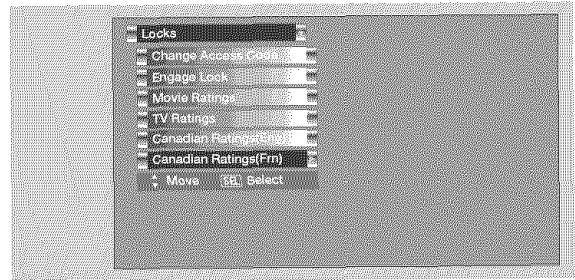 Locks
Change Access Code
Engage Lock
Movie Ratings
TV Ratings
Canadian Ratings(Eng)
Canadian Ratings(Frn)
Move SEL Select